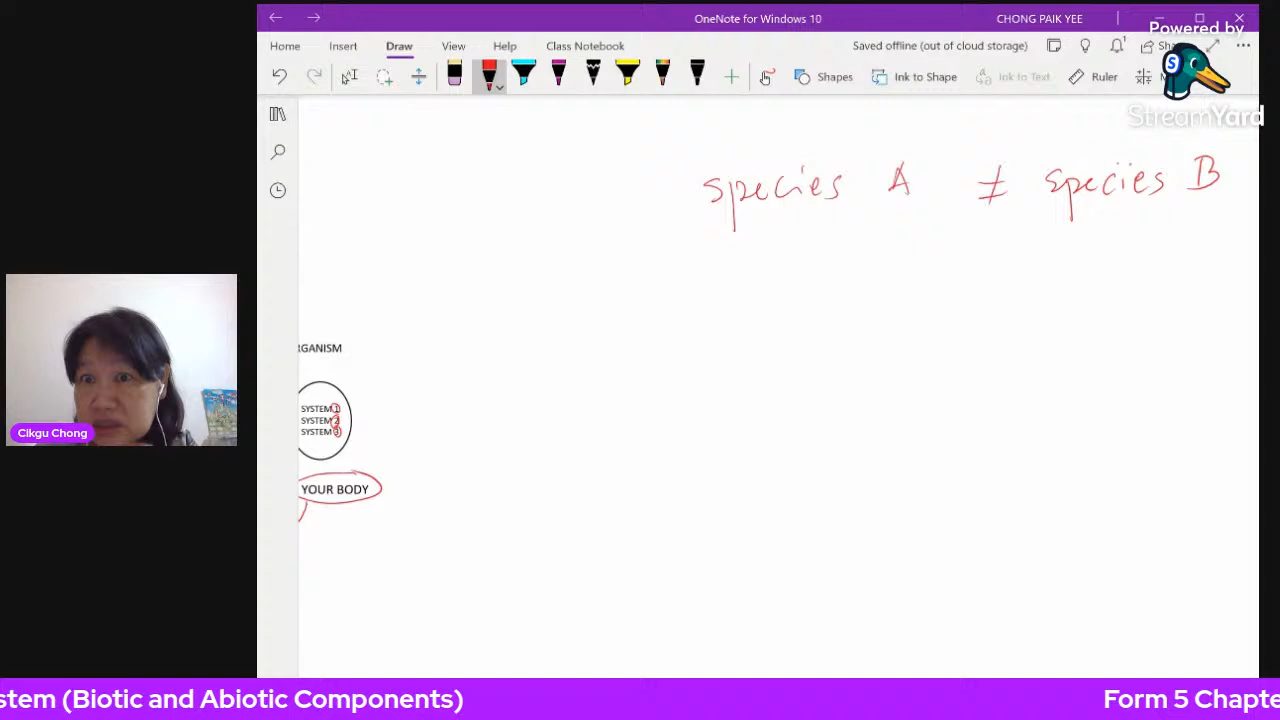 OneNote for Windows 10
CHONG PAIK YEE
Powered by
Home Insert Draw View Help Class Notebook
Saved offline (out of cloud storage)
Shapes Ink to Shape Ink to Text Ruler
StreamYard
species A ≠ species B
RGANISM
SYSTEM 1
SYSTEM 2
SYSTEM 3
YOUR BODY
Cikgu Chong
stem (Biotic and Abiotic Components) Form 5 Chapte